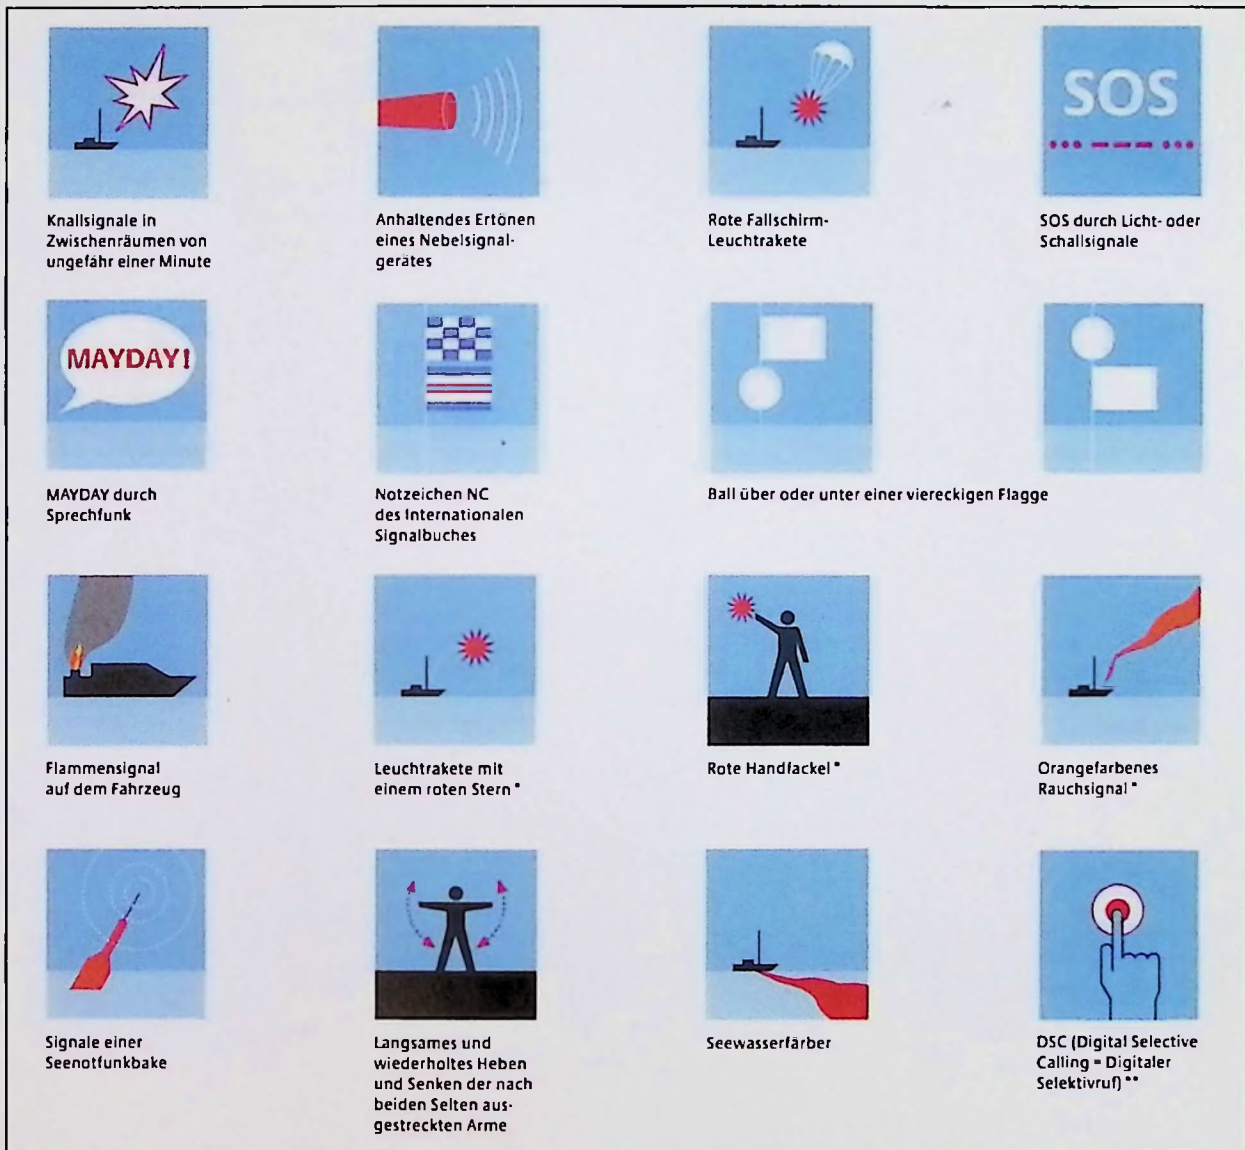 SOS
Knallsignale in
Zwischenräumen von
ungefähr einer Minute
Anhaltendes Ertönen
eines Nebelsignal-
gerätes
Rote Fallschirm-
Leuchtrakete
SOS durch Licht- oder
Schallsignale
MAYDAY!
MAYDAY durch
Sprechfunk
Notzeichen NC
des Internationalen
Signalbuches
Ball über oder unter einer viereckigen Flagge
Flammensignal
auf dem Fahrzeug
Leuchtrakete mit
einem roten Stern *
Rote Handfackel *
Orangefarbenes
Rauchsignal *
Signale einer
Seenotfunkbake
Langsames und
wiederholtes Heben
und Senken der nach
beiden Seiten aus-
gestreckten Arme
Seewasserfärber
DSC (Digital Selective
Calling = Digitaler
Selektivruf) **